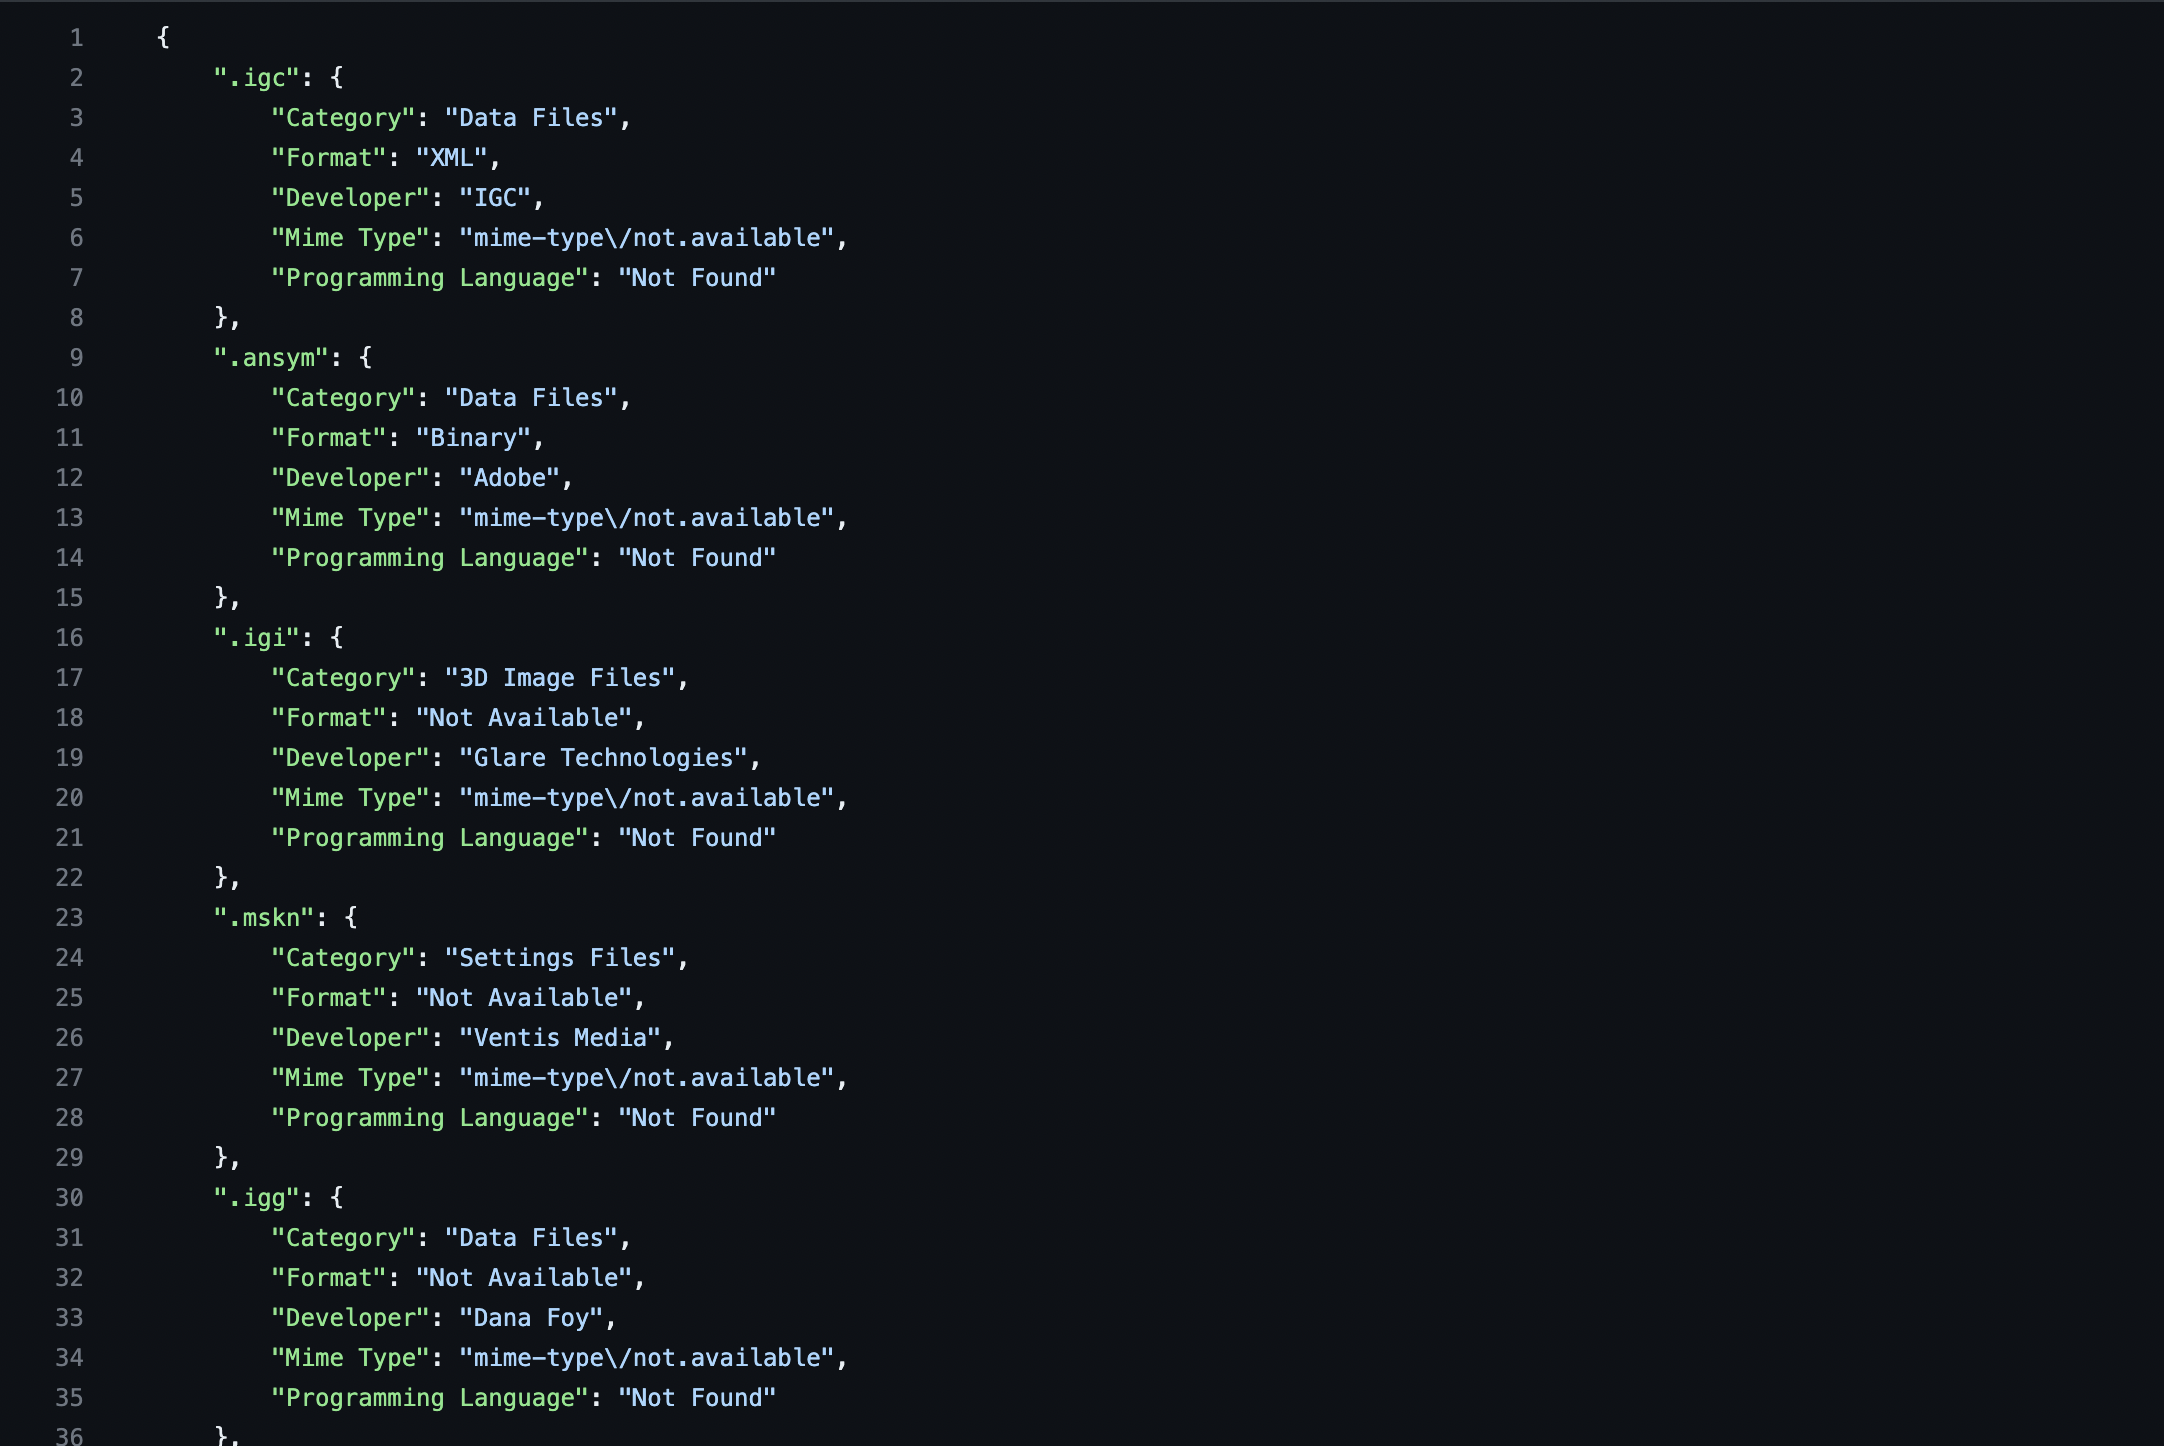 1 {
2 ".igc": {
3 "Category": "Data Files",
4 "Format": "XML",
5 "Developer": "IGC",
6 "Mime Type": "mime-type\/not.available",
7 "Programming Language": "Not Found"
8 },
9 ".ansym": {
10 "Category": "Data Files",
11 "Format": "Binary",
12 "Developer": "Adobe",
13 "Mime Type": "mime-type\/not.available",
14 "Programming Language": "Not Found"
15 },
16 ".igi": {
17 "Category": "3D Image Files",
18 "Format": "Not Available",
19 "Developer": "Glare Technologies",
20 "Mime Type": "mime-type\/not.available",
21 "Programming Language": "Not Found"
22 },
23 ".mskn": {
24 "Category": "Settings Files",
25 "Format": "Not Available",
26 "Developer": "Ventis Media",
27 "Mime Type": "mime-type\/not.available",
28 "Programming Language": "Not Found"
29 },
30 ".igg": {
31 "Category": "Data Files",
32 "Format": "Not Available",
33 "Developer": "Dana Foy",
34 "Mime Type": "mime-type\/not.available",
35 "Programming Language": "Not Found"
36 },